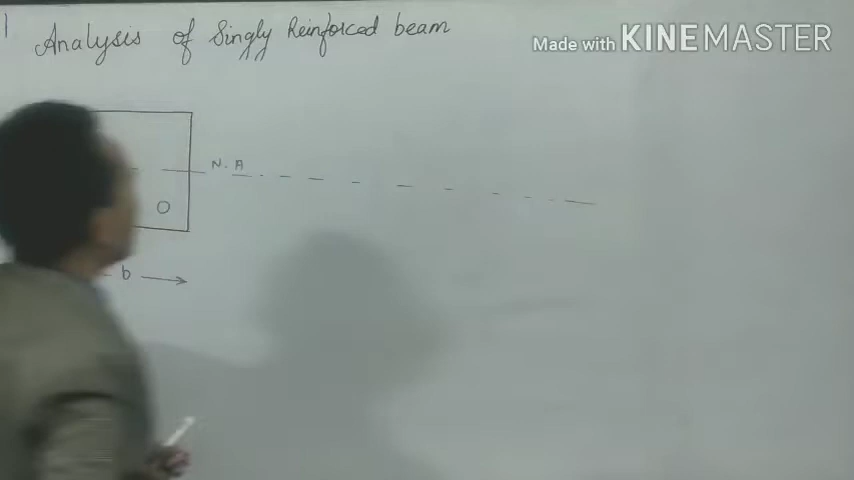 Analysis of Singly Reinforced beam
Made with KINEMASTER
N.A
b